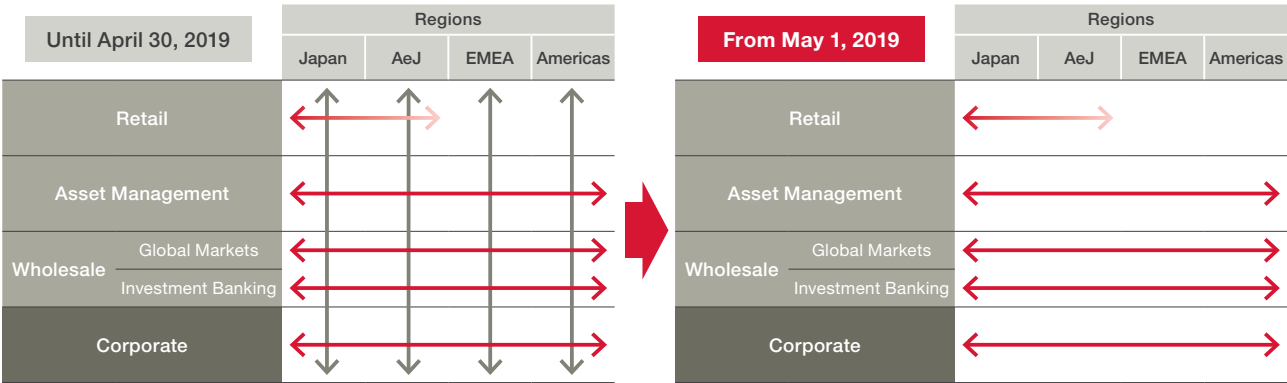 Until April 30, 2019
Regions
Japan AeJ EMEA Americas
Retail
Asset Management
Wholesale
Global Markets
Investment Banking
Corporate
From May 1, 2019
Regions
Japan AeJ EMEA Americas
Retail
Asset Management
Wholesale
Global Markets
Investment Banking
Corporate